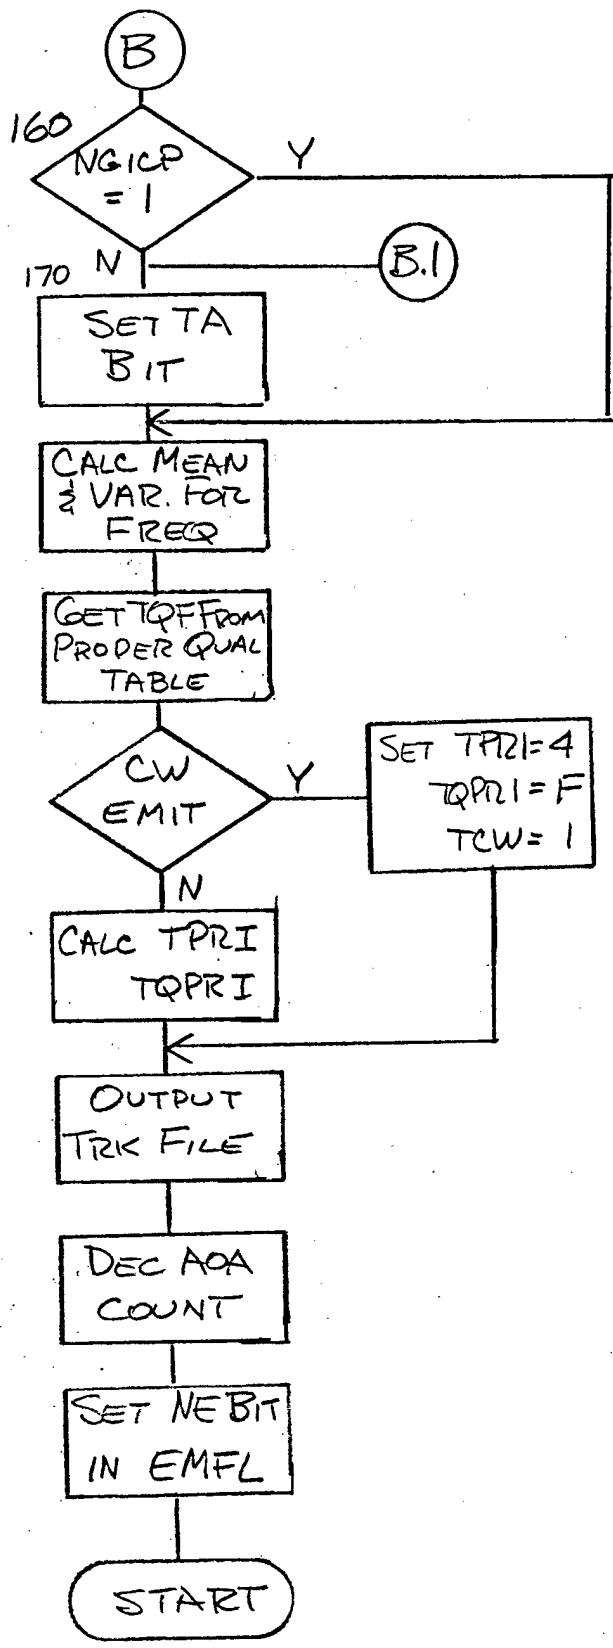 B
160
NGICP
= 1
Y
N
B.1
170
SET TA
BIT
CALC MEAN
& VAR. FOR
FREQ
GET TQF FROM
PROPER QUAL
TABLE
CW
EMIT
Y
SET TPRI=4
TQPRI=F
TCW= 1
N
CALC TPRI
TQPRI
OUTPUT
TRK FILE
DEC AOA
COUNT
SET NE BIT
IN EMFL
START